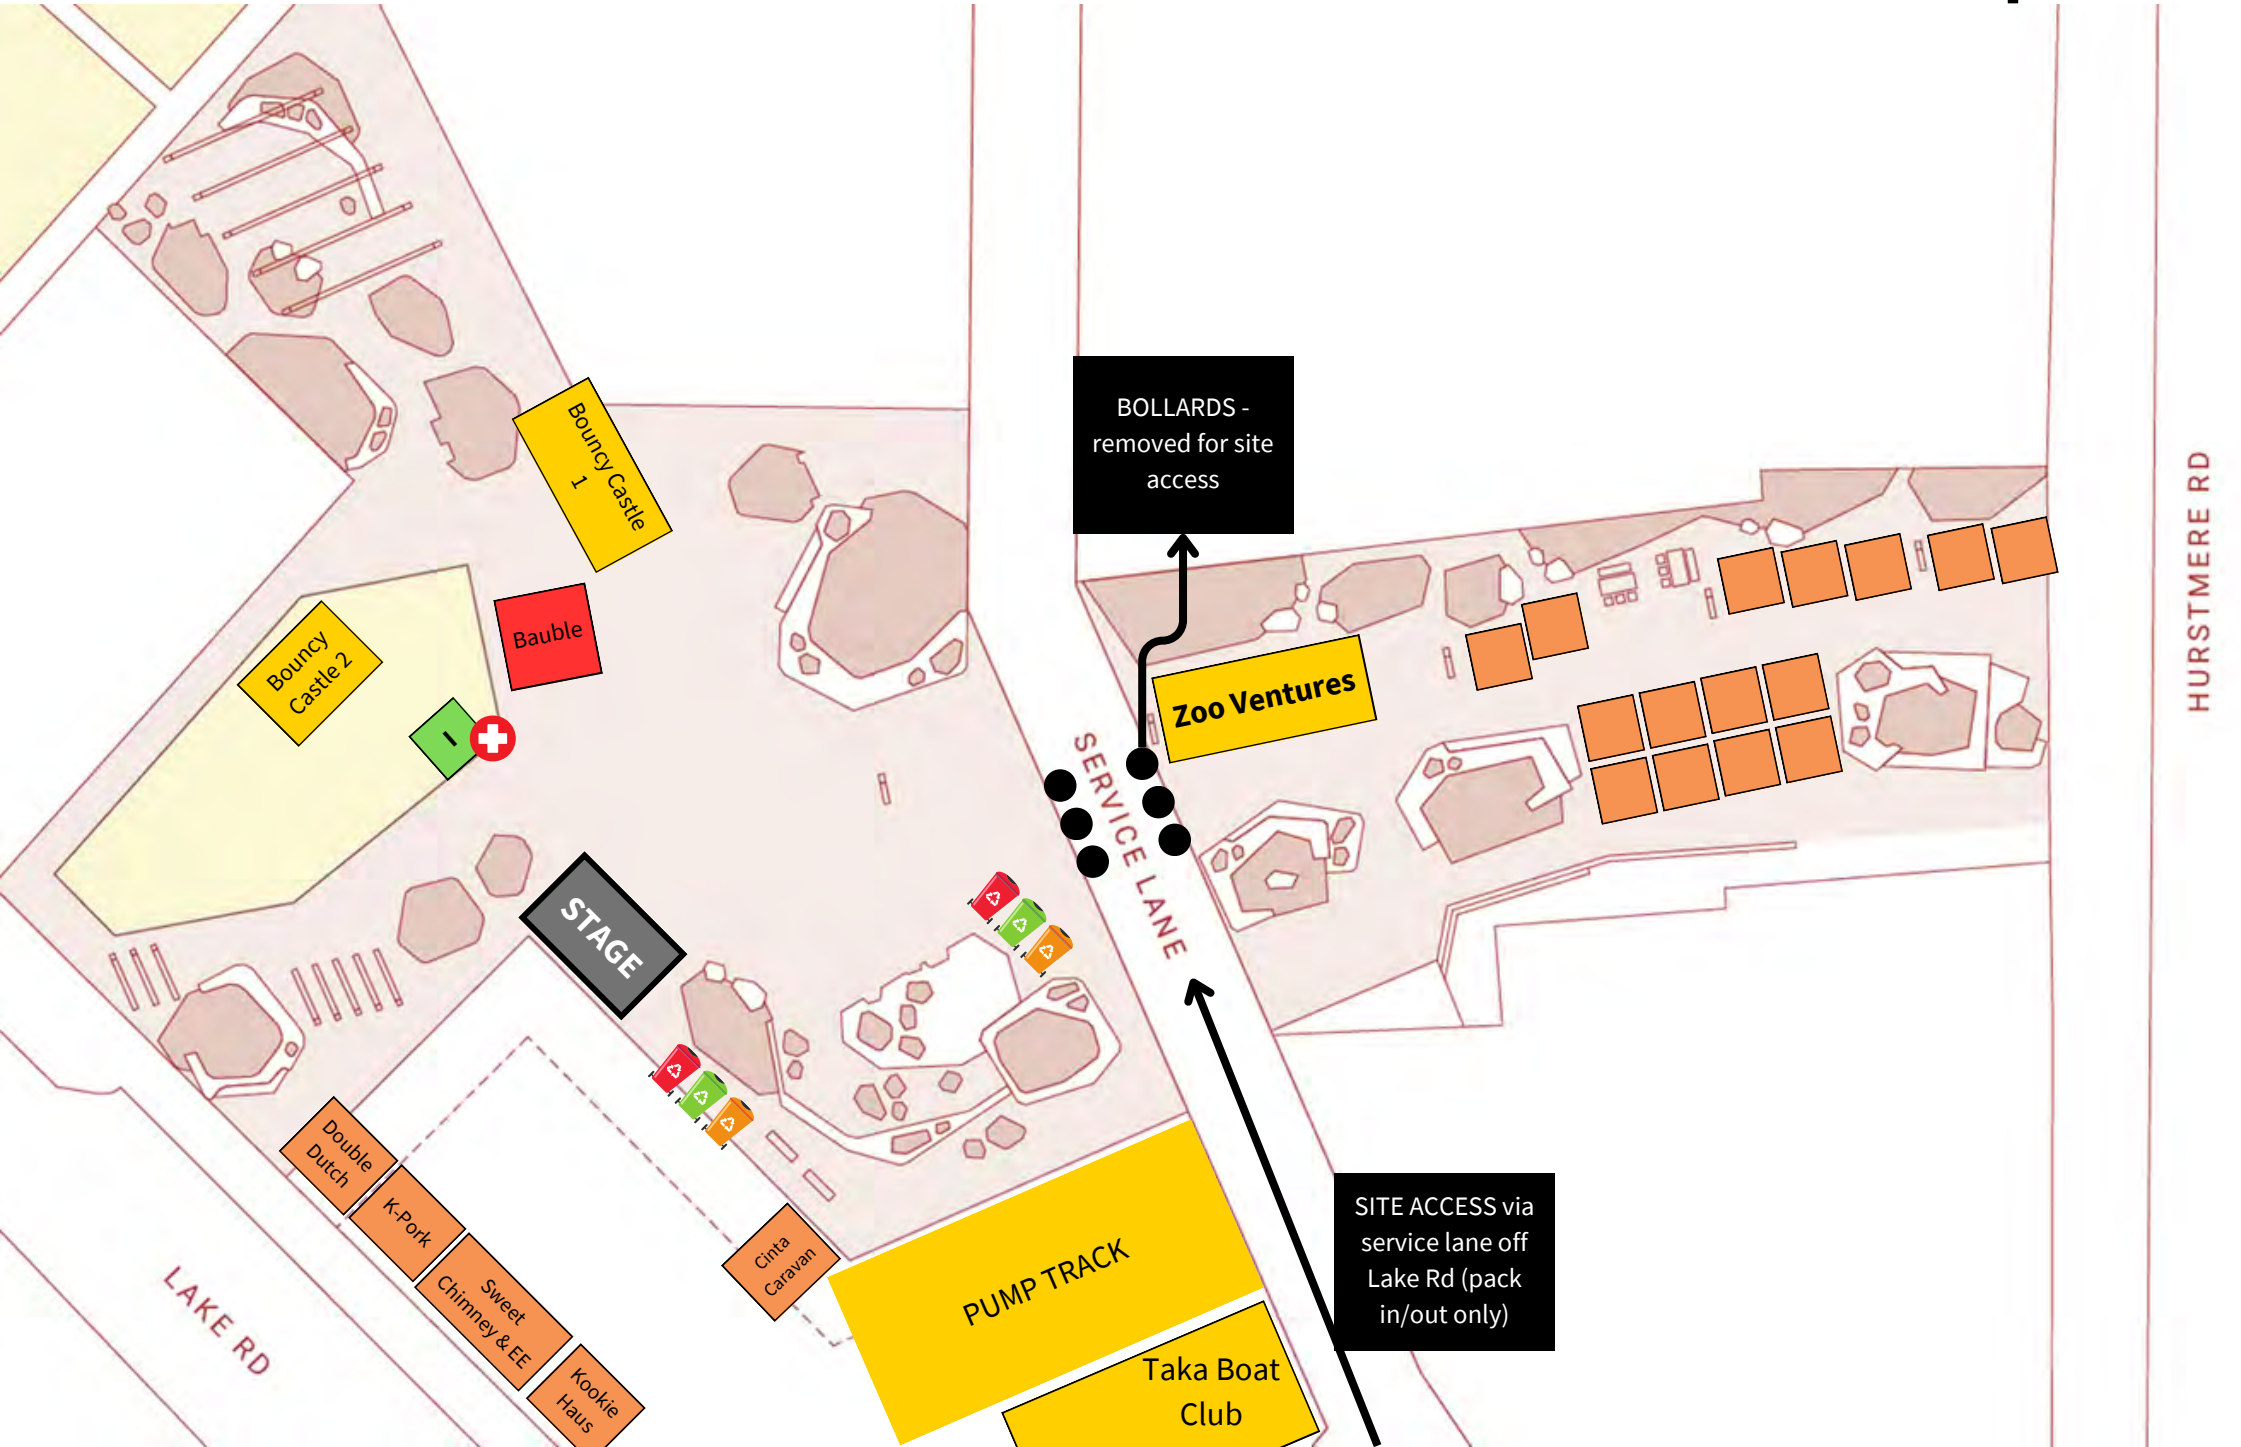 Bouncy Castle
1
BOLLARDS -
removed for site
access
HURSTMERE RD
Bauble
Bouncy
Castle 2
I
Zoo Ventures
SERVICE LANE
STAGE
Double
Dutch
K-Pork
Sweet
Chimney & EE
Kookie
Haus
Cinta
Caravan
LAKE RD
PUMP TRACK
SITE ACCESS via
service lane off
Lake Rd (pack
in/out only)
Taka Boat
Club